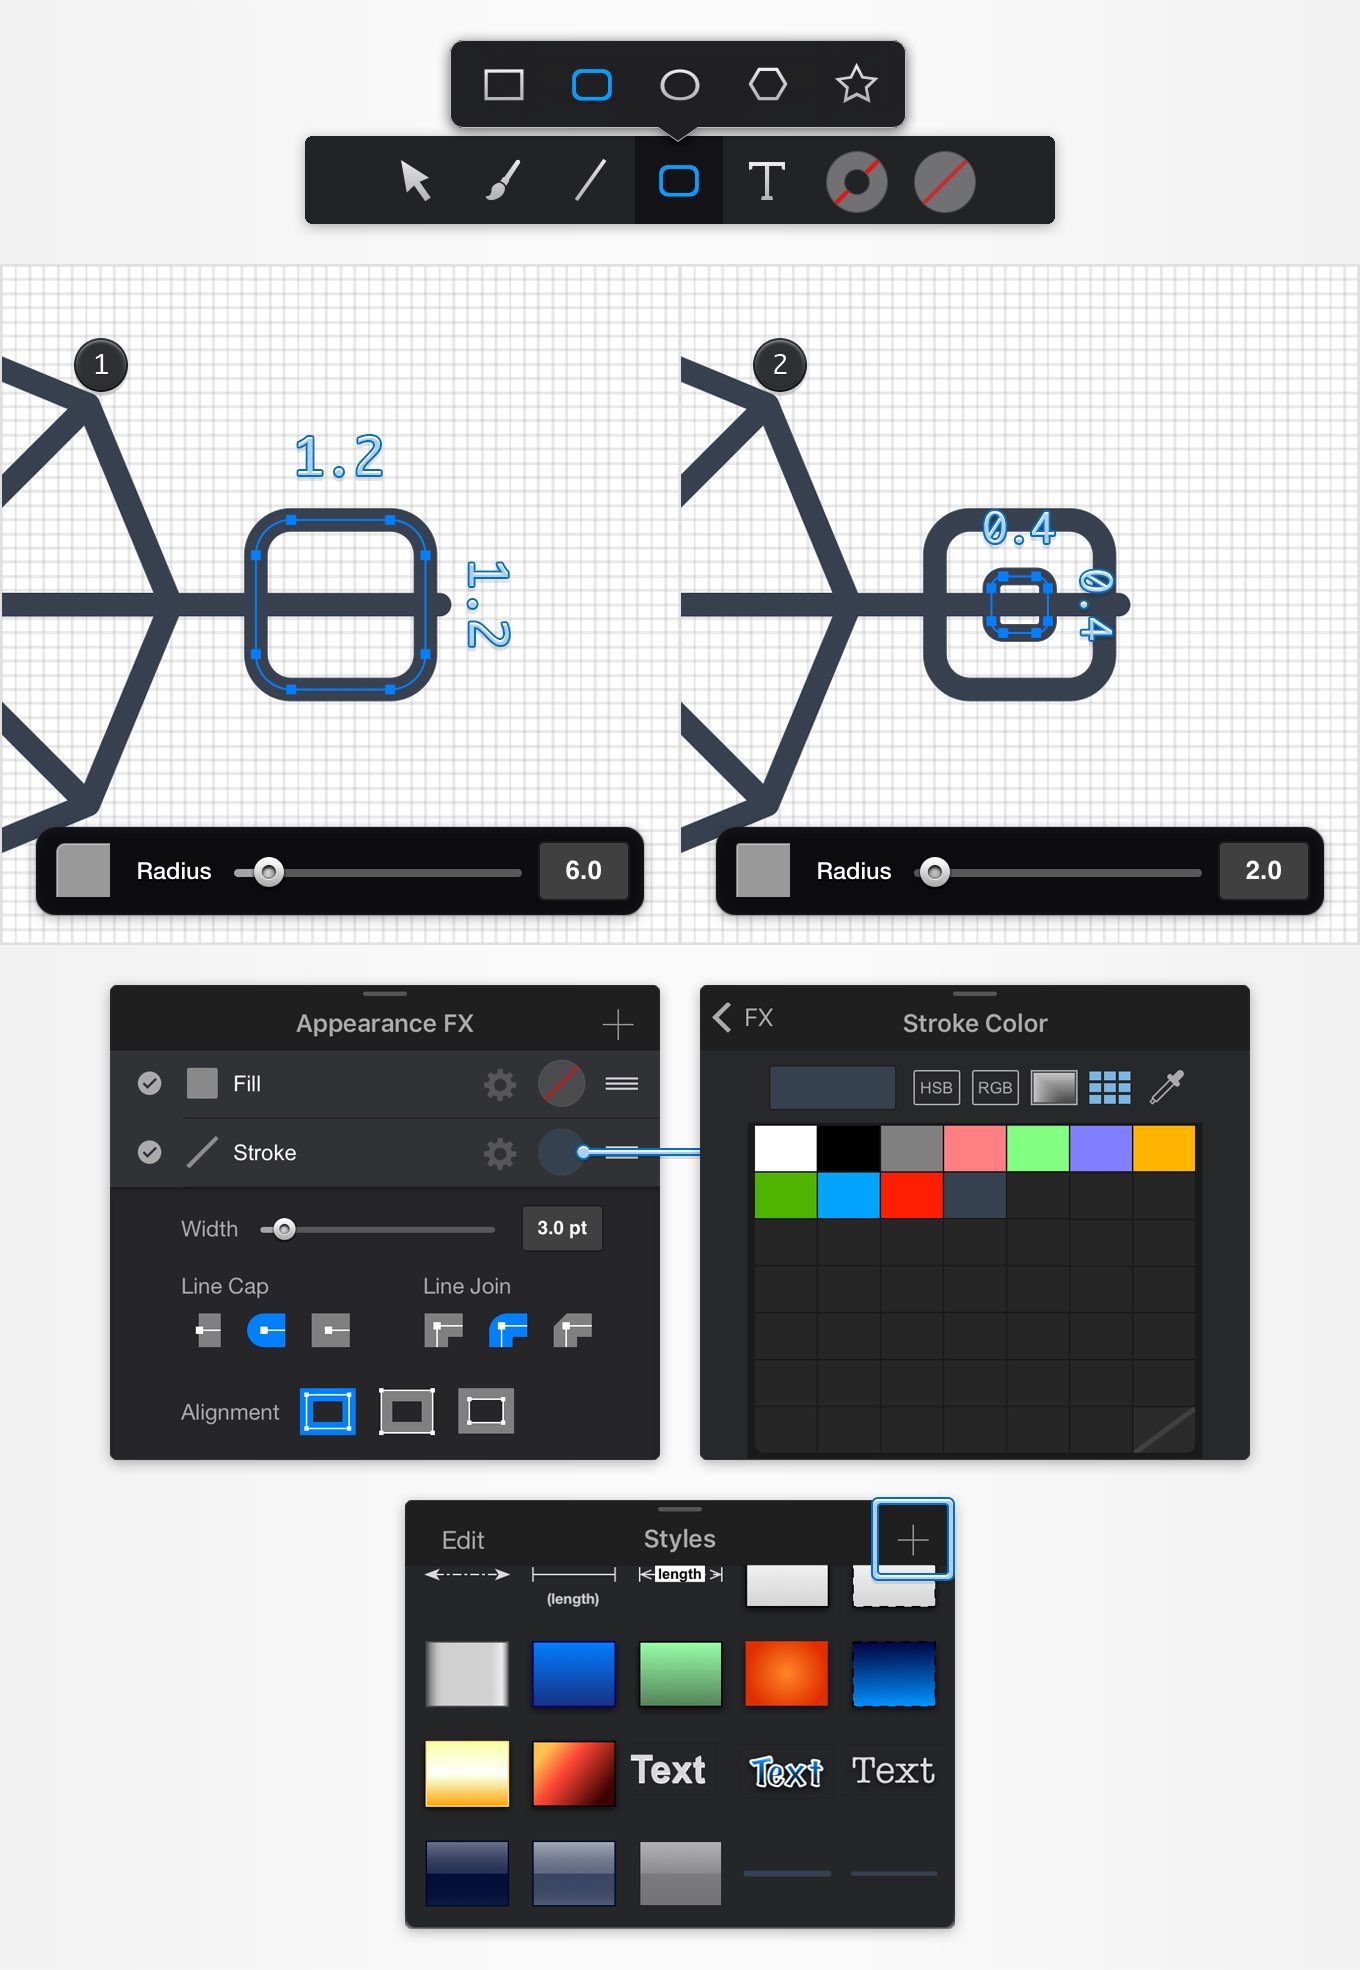 T
1
1.2
1.2
2
0.4
0.4
Radius 6.0
Radius 2.0
Appearance FX
Fill
Stroke
Width 3.0 pt
Line Cap Line Join
Alignment
FX Stroke Color
HSB RGB
Edit Styles
(length) length
Text Text Text